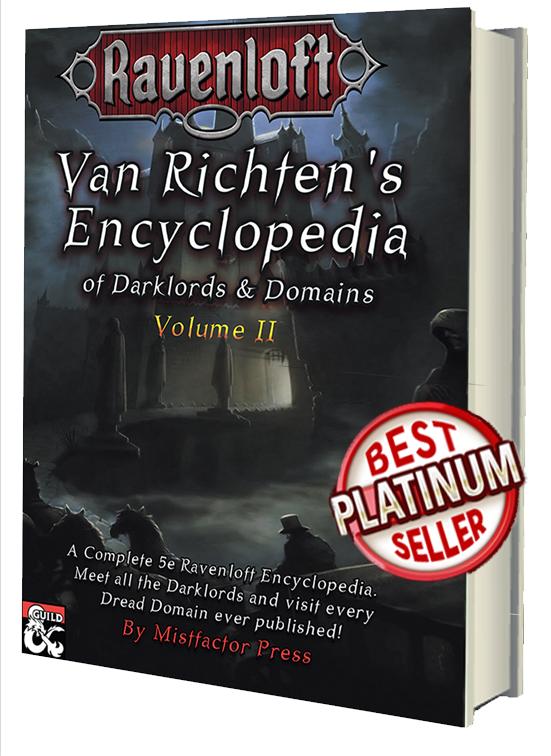 Ravenloft
Van Richten's
Encyclopedia
of Darklords & Domains
Volume II
BEST
PLATINUM
SELLER
A Complete 5e Ravenloft Encyclopedia.
Meet all the Darklords and visit every
Dread Domain ever published!
By Mistfactor Press
GUILD